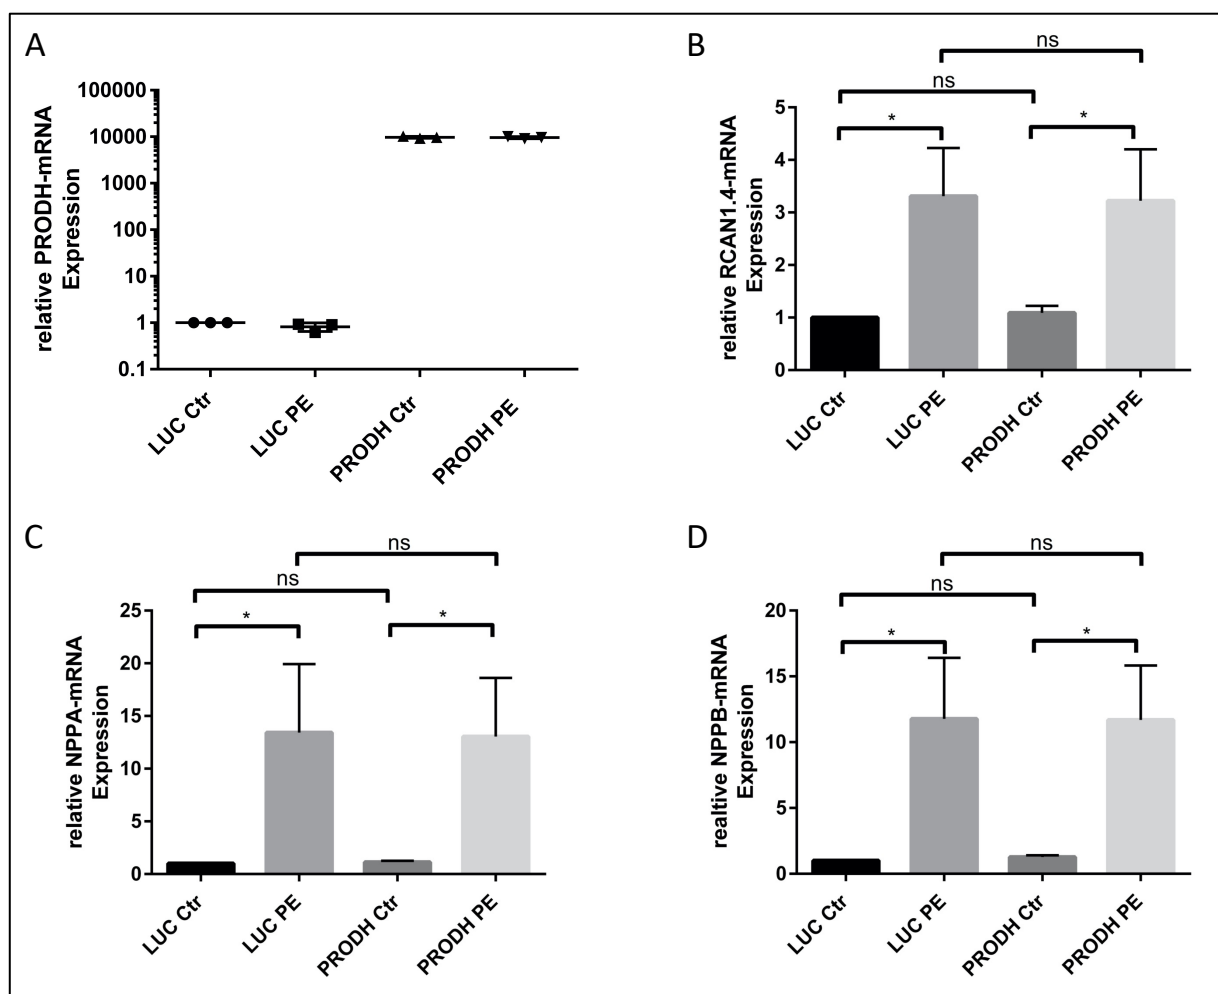 A
relative PRODH-mRNA
Expression
100000
10000
1000
100
10
1
0.1
LUC Ctr
LUC PE
PRODH Ctr
PRODH PE
B
ns
ns
*
*
relative RCAN1.4-mRNA
Expression
5
4
3
2
1
0
LUC Ctr
LUC PE
PRODH Ctr
PRODH PE
C
ns
ns
*
*
relative NPPA-mRNA
Expression
25
20
15
10
5
0
LUC Ctr
LUC PE
PRODH Ctr
PRODH PE
D
ns
ns
*
*
realtive NPPB-mRNA
Expression
20
15
10
5
0
LUC Ctr
LUC PE
PRODH Ctr
PRODH PE